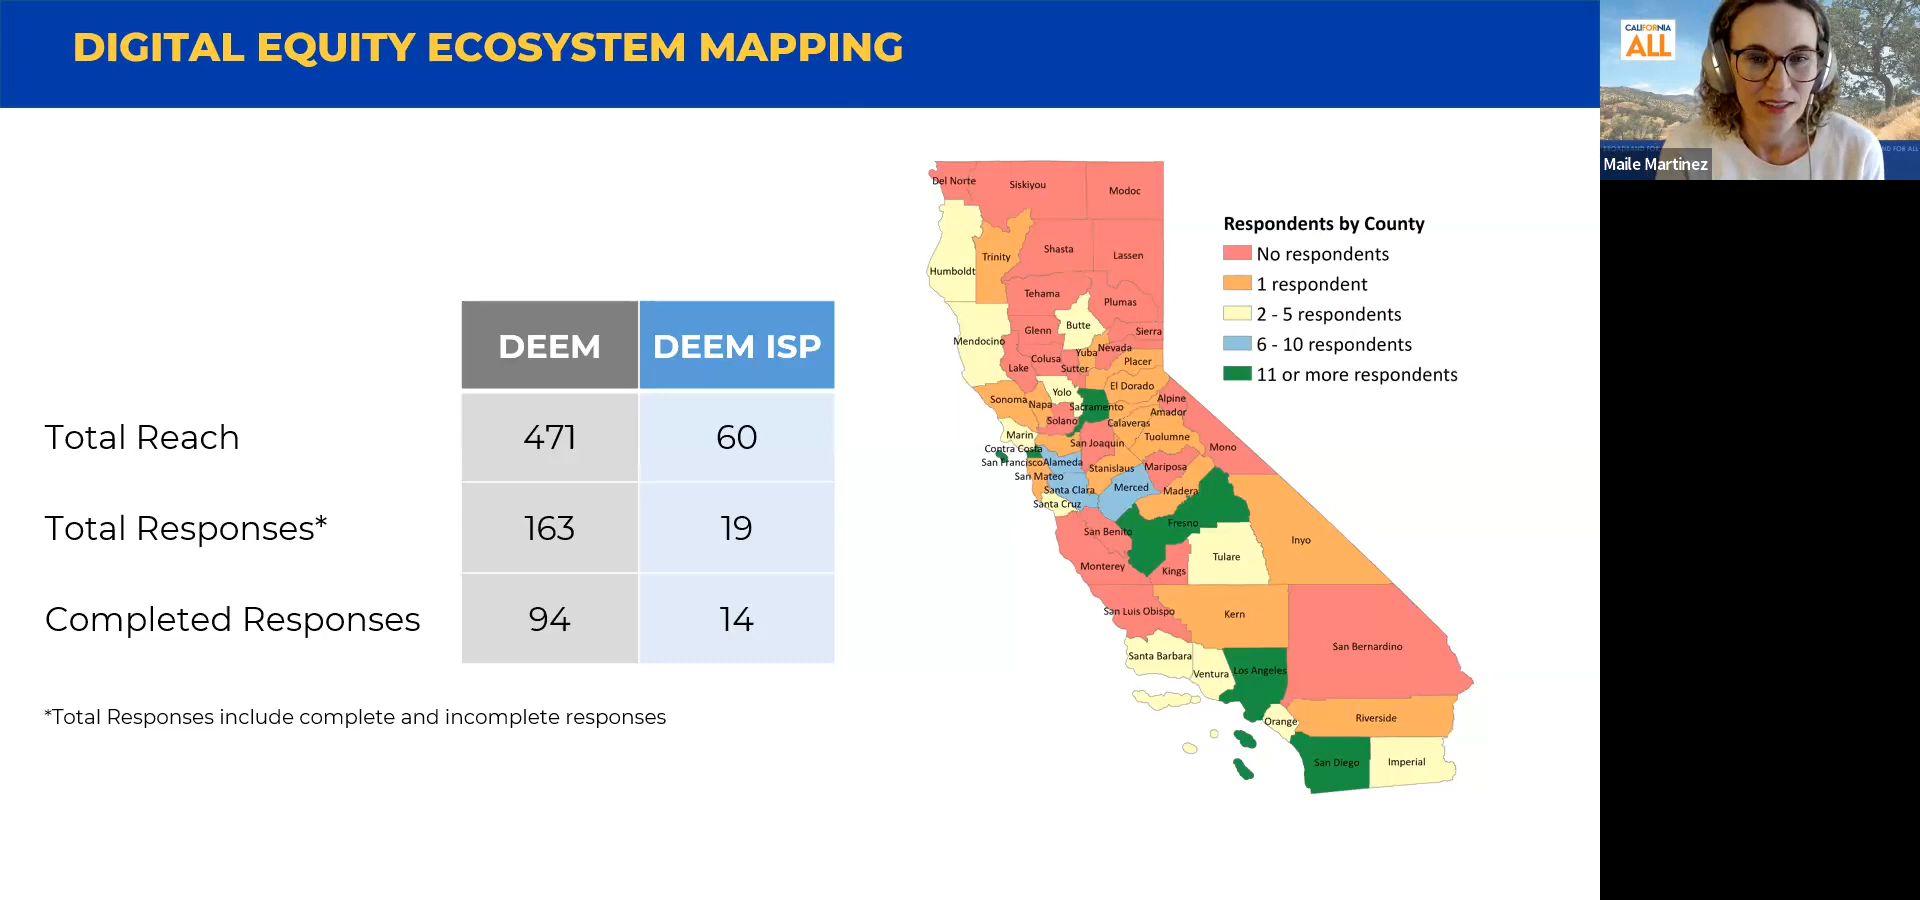 DIGITAL EQUITY ECOSYSTEM MAPPING
CALIFORNIA
ALL
Maile Martinez
DEEM
DEEM ISP
Total Reach
471
60
Total Responses*
163
19
Completed Responses
94
14
*Total Responses include complete and incomplete responses
Respondents by County
No respondents
1 respondent
2 - 5 respondents
6 - 10 respondents
11 or more respondents
Del Norte
Siskiyou
Modoc
Humboldt
Trinity
Shasta
Lassen
Tehama
Plumas
Mendocino
Glenn
Butte
Sierra
Colusa
Yuba
Nevada
Lake
Sutter
Placer
Yolo
El Dorado
Sonoma
Napa
Sacramento
Alpine
Amador
Solano
Calaveras
Marin
Contra Costa
San Joaquin
Tuolumne
Mono
San Francisco
Alameda
San Mateo
Stanislaus
Mariposa
Santa Clara
Merced
Madera
Santa Cruz
San Benito
Fresno
Inyo
Monterey
Kings
Tulare
San Luis Obispo
Kern
San Bernardino
Santa Barbara
Ventura
Los Angeles
Orange
Riverside
San Diego
Imperial